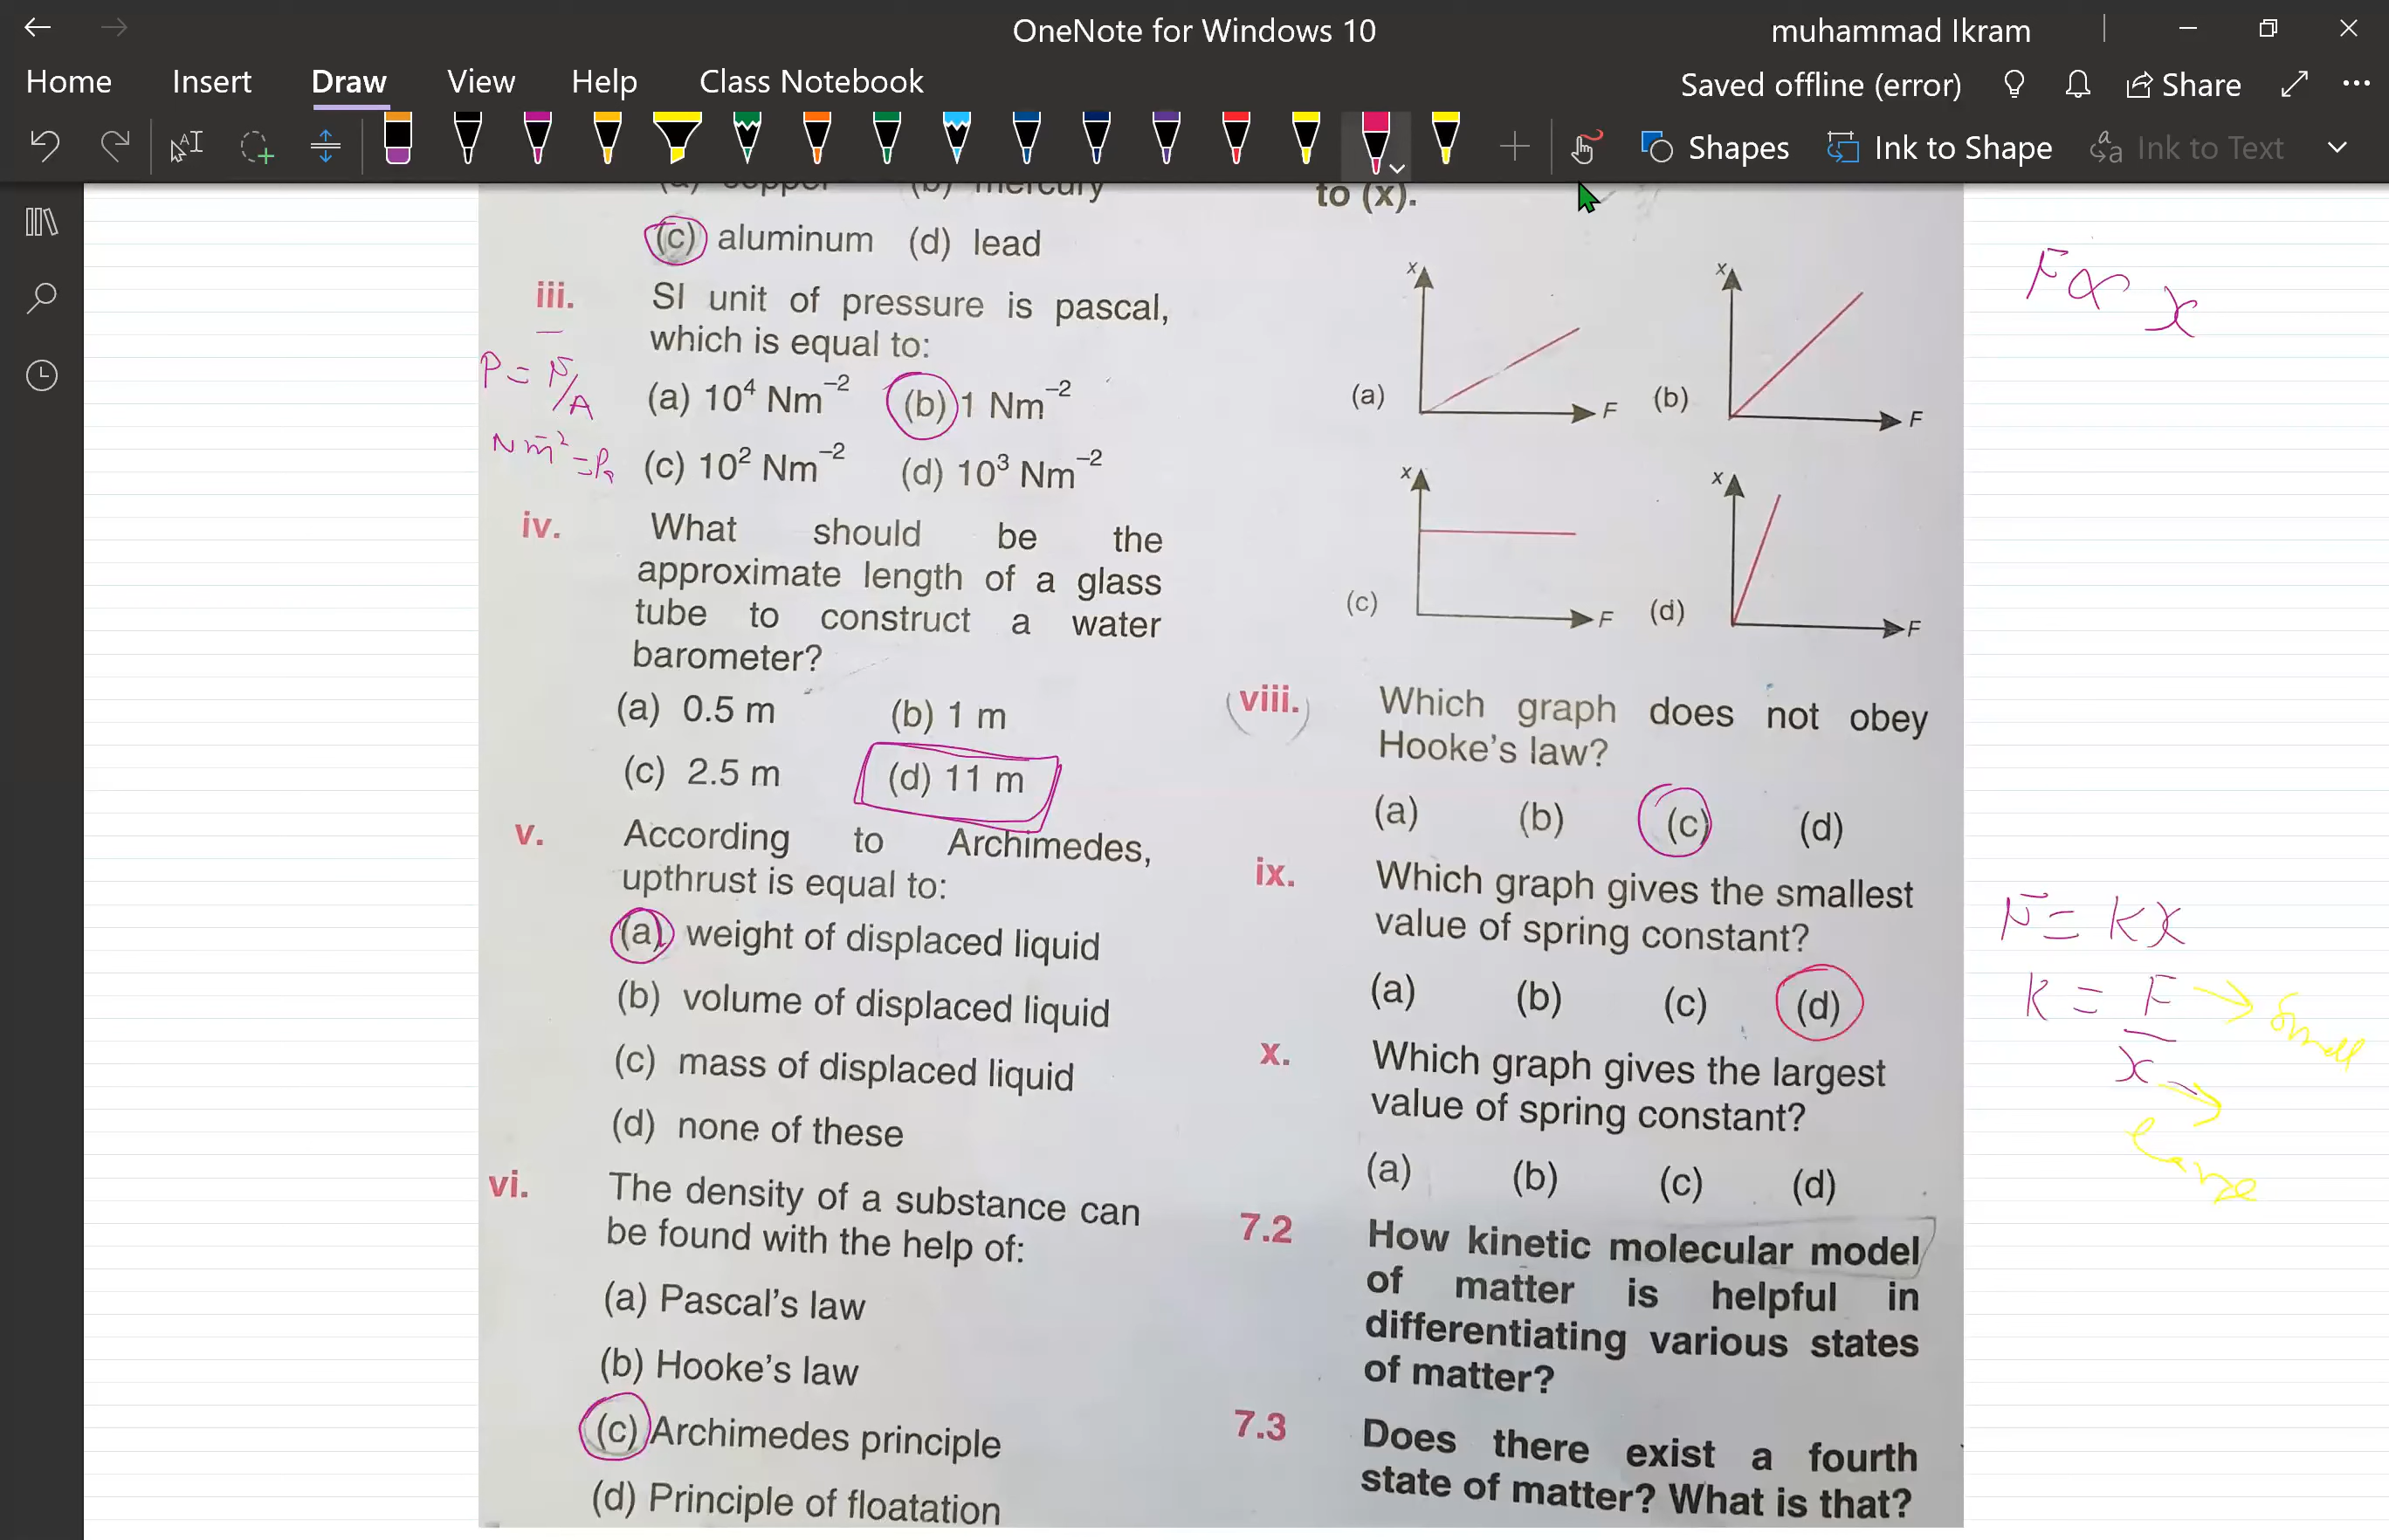 OneNote for Windows 10
muhammad Ikram
Home Insert Draw View Help Class Notebook
Saved offline (error) Share
Shapes Ink to Shape Ink to Text
(a) copper (b) mercury
(c) aluminum (d) lead
iii. SI unit of pressure is pascal,
which is equal to:
P = F/A
(a) 10⁴ Nm⁻² (b) 1 Nm⁻²
Nm⁻² = Pa
(c) 10² Nm⁻² (d) 10³ Nm⁻²
iv. What should be the
approximate length of a glass
tube to construct a water
barometer?
(a) 0.5 m (b) 1 m
(c) 2.5 m (d) 11 m
v. According to Archimedes,
upthrust is equal to:
(a) weight of displaced liquid
(b) volume of displaced liquid
(c) mass of displaced liquid
(d) none of these
vi. The density of a substance can
be found with the help of:
(a) Pascal's law
(b) Hooke's law
(c) Archimedes principle
(d) Principle of floatation
to (x).
x F (a)
x F (b)
x F (c)
x F (d)
viii. Which graph does not obey
Hooke's law?
(a) (b) (c) (d)
ix. Which graph gives the smallest
value of spring constant?
(a) (b) (c) (d)
x. Which graph gives the largest
value of spring constant?
(a) (b) (c) (d)
7.2 How kinetic molecular model
of matter is helpful in
differentiating various states
of matter?
7.3 Does there exist a fourth
state of matter? What is that?
F ∝ x
F = Kx
K = F
x
small